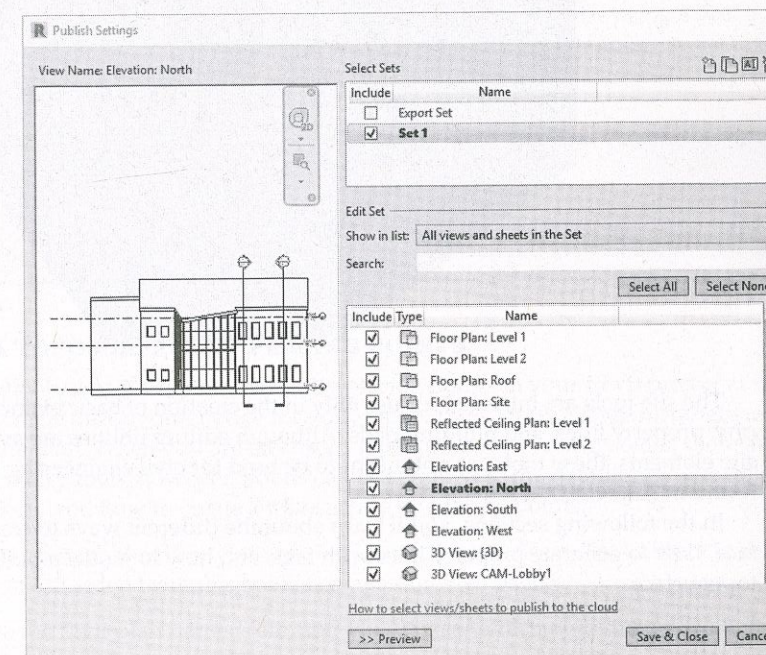 Publish Settings
View Name: Elevation: North
2D
Select Sets
Include Name
Export Set
Set 1
Edit Set
Show in list: All views and sheets in the Set
Search:
Select All Select None
Include Type Name
Floor Plan: Level 1
Floor Plan: Level 2
Floor Plan: Roof
Floor Plan: Site
Reflected Ceiling Plan: Level 1
Reflected Ceiling Plan: Level 2
Elevation: East
Elevation: North
Elevation: South
Elevation: West
3D View: {3D}
3D View: CAM-Lobby1
How to select views/sheets to publish to the cloud
>> Preview Save & Close Cance